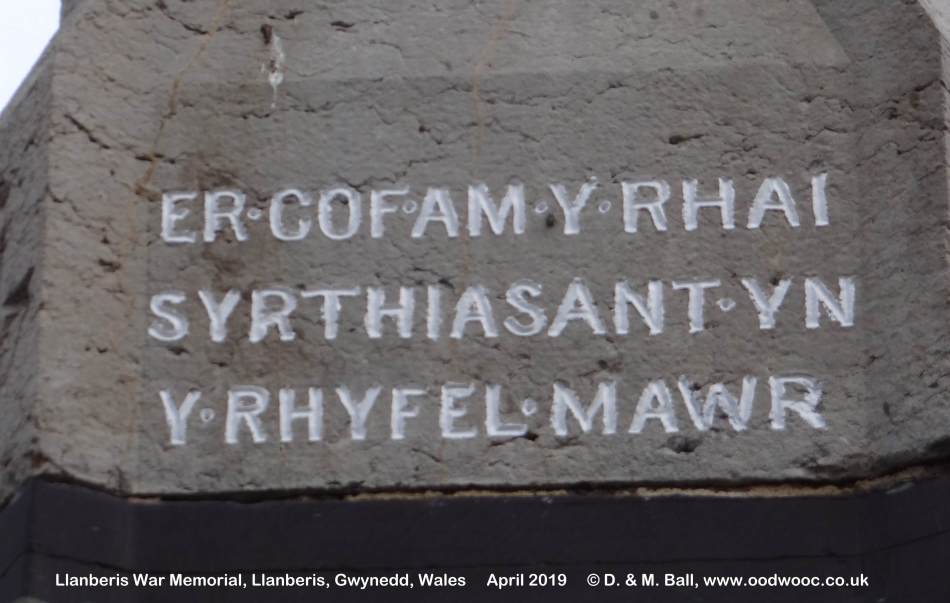 ER·COF·AM·Y·RHAI
SYRTHIASANT·YN
Y·RHYFEL·MAWR
Llanberis War Memorial, Llanberis, Gwynedd, Wales April 2019 © D. & M. Ball, www.oodwooc.co.uk